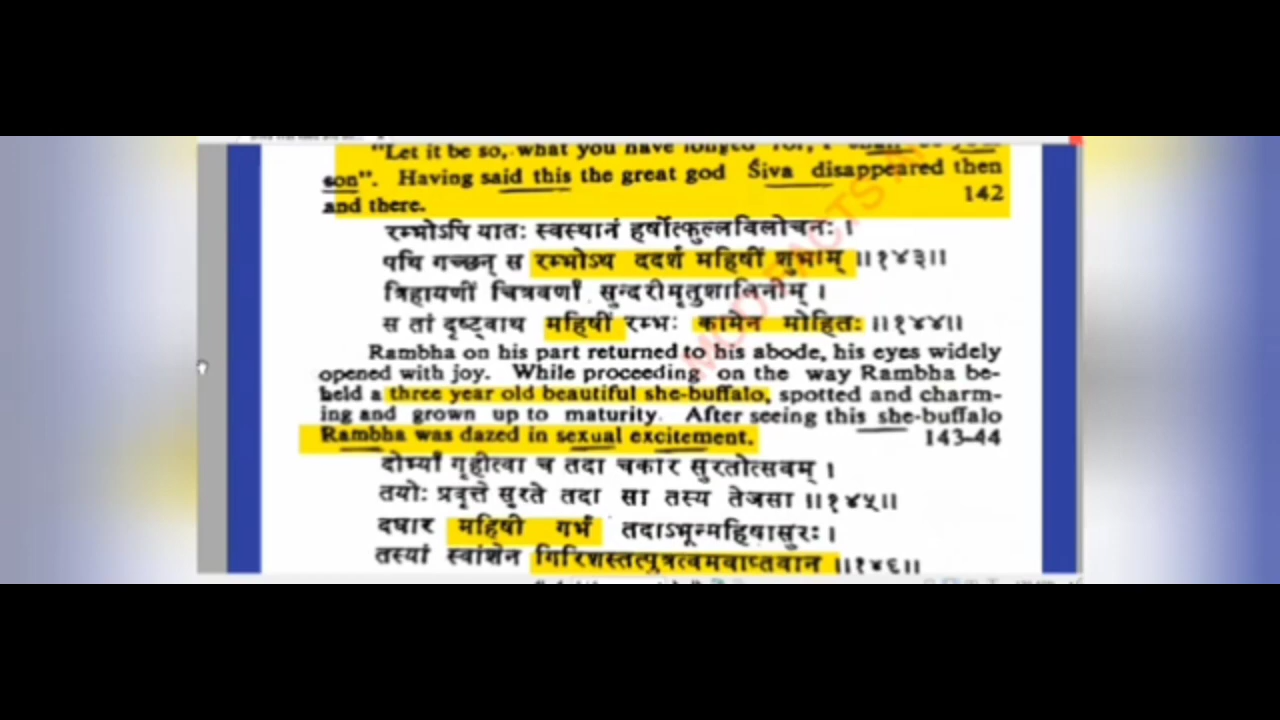 "Let it be so, what you have longed for, I shall be your
son". Having said this the great god Śiva disappeared then
and there. 142
रम्भोऽपि यातः स्वस्थानं हर्षोत्फुल्लविलोचनः ।
पथि गच्छन् स रम्भोऽथ ददर्श महिषीं शुभाम् ॥१४३॥
त्रिहायणीं चित्रवर्णां सुन्दरीमृतुशालिनीम् ।
स तां दृष्ट्वाथ महिषीं रम्भः कामेन मोहितः ॥१४४॥
Rambha on his part returned to his abode, his eyes widely
opened with joy. While proceeding on the way Rambha be-
held a three year old beautiful she-buffalo, spotted and charm-
ing and grown up to maturity. After seeing this she-buffalo
Rambha was dazed in sexual excitement. 143-44
दोर्भ्यां गृहीत्वा च तदा चकार सुरतोत्सवम् ।
तयोः प्रवृत्ते सुरते तदा सा तस्य तेजसा ॥१४५॥
दधार महिषी गर्भं तदाऽभून्महिषासुरः ।
तस्यां स्वांशेन गिरिशस्तत्पुत्रत्वमवाप्तवान ॥१४६॥